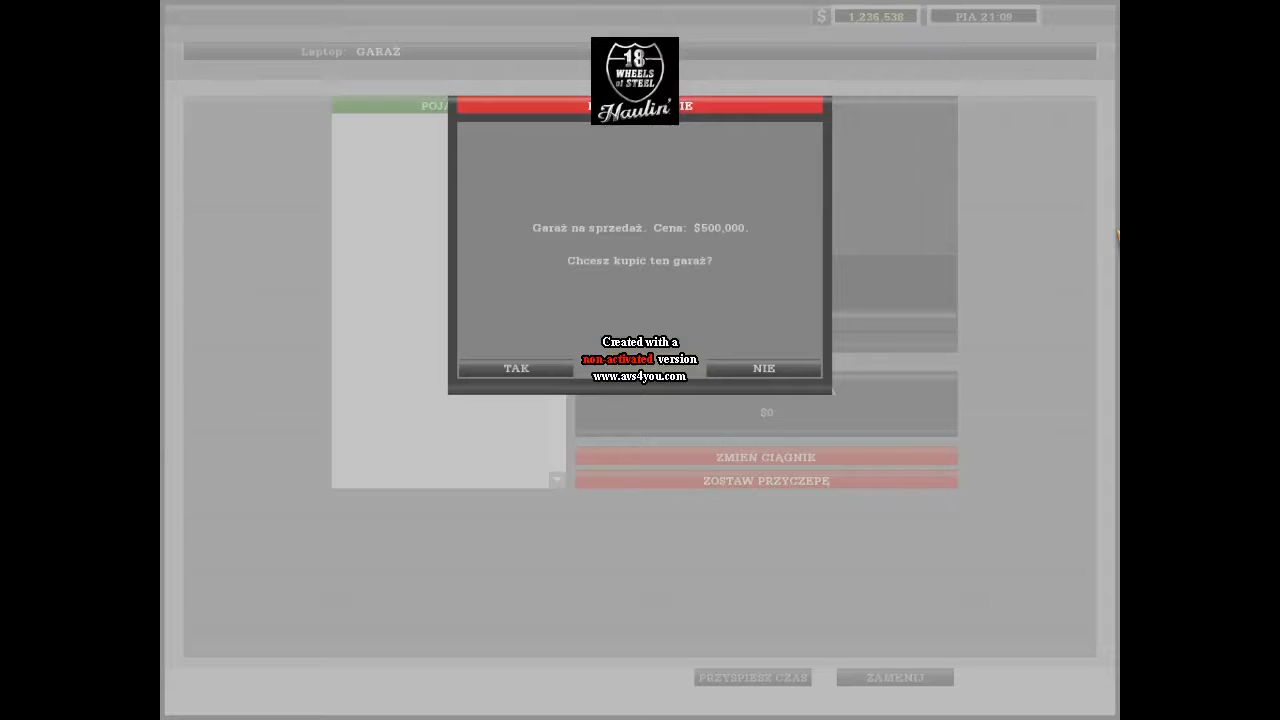 $ 1,236,538 PIA 21:09
Laptop: GARAŻ
18
WHEELS
of STEEL
Haulin'
Garaż na sprzedaż. Cena: $500,000.
Chcesz kupić ten garaż?
Created with a
non-activated version
www.avs4you.com
TAK
NIE
$0
ZMIEŃ CIĄGNIK
ZOSTAW PRZYCZEPĘ
PRZYSPIESZ CZAS
ZAMENIJ